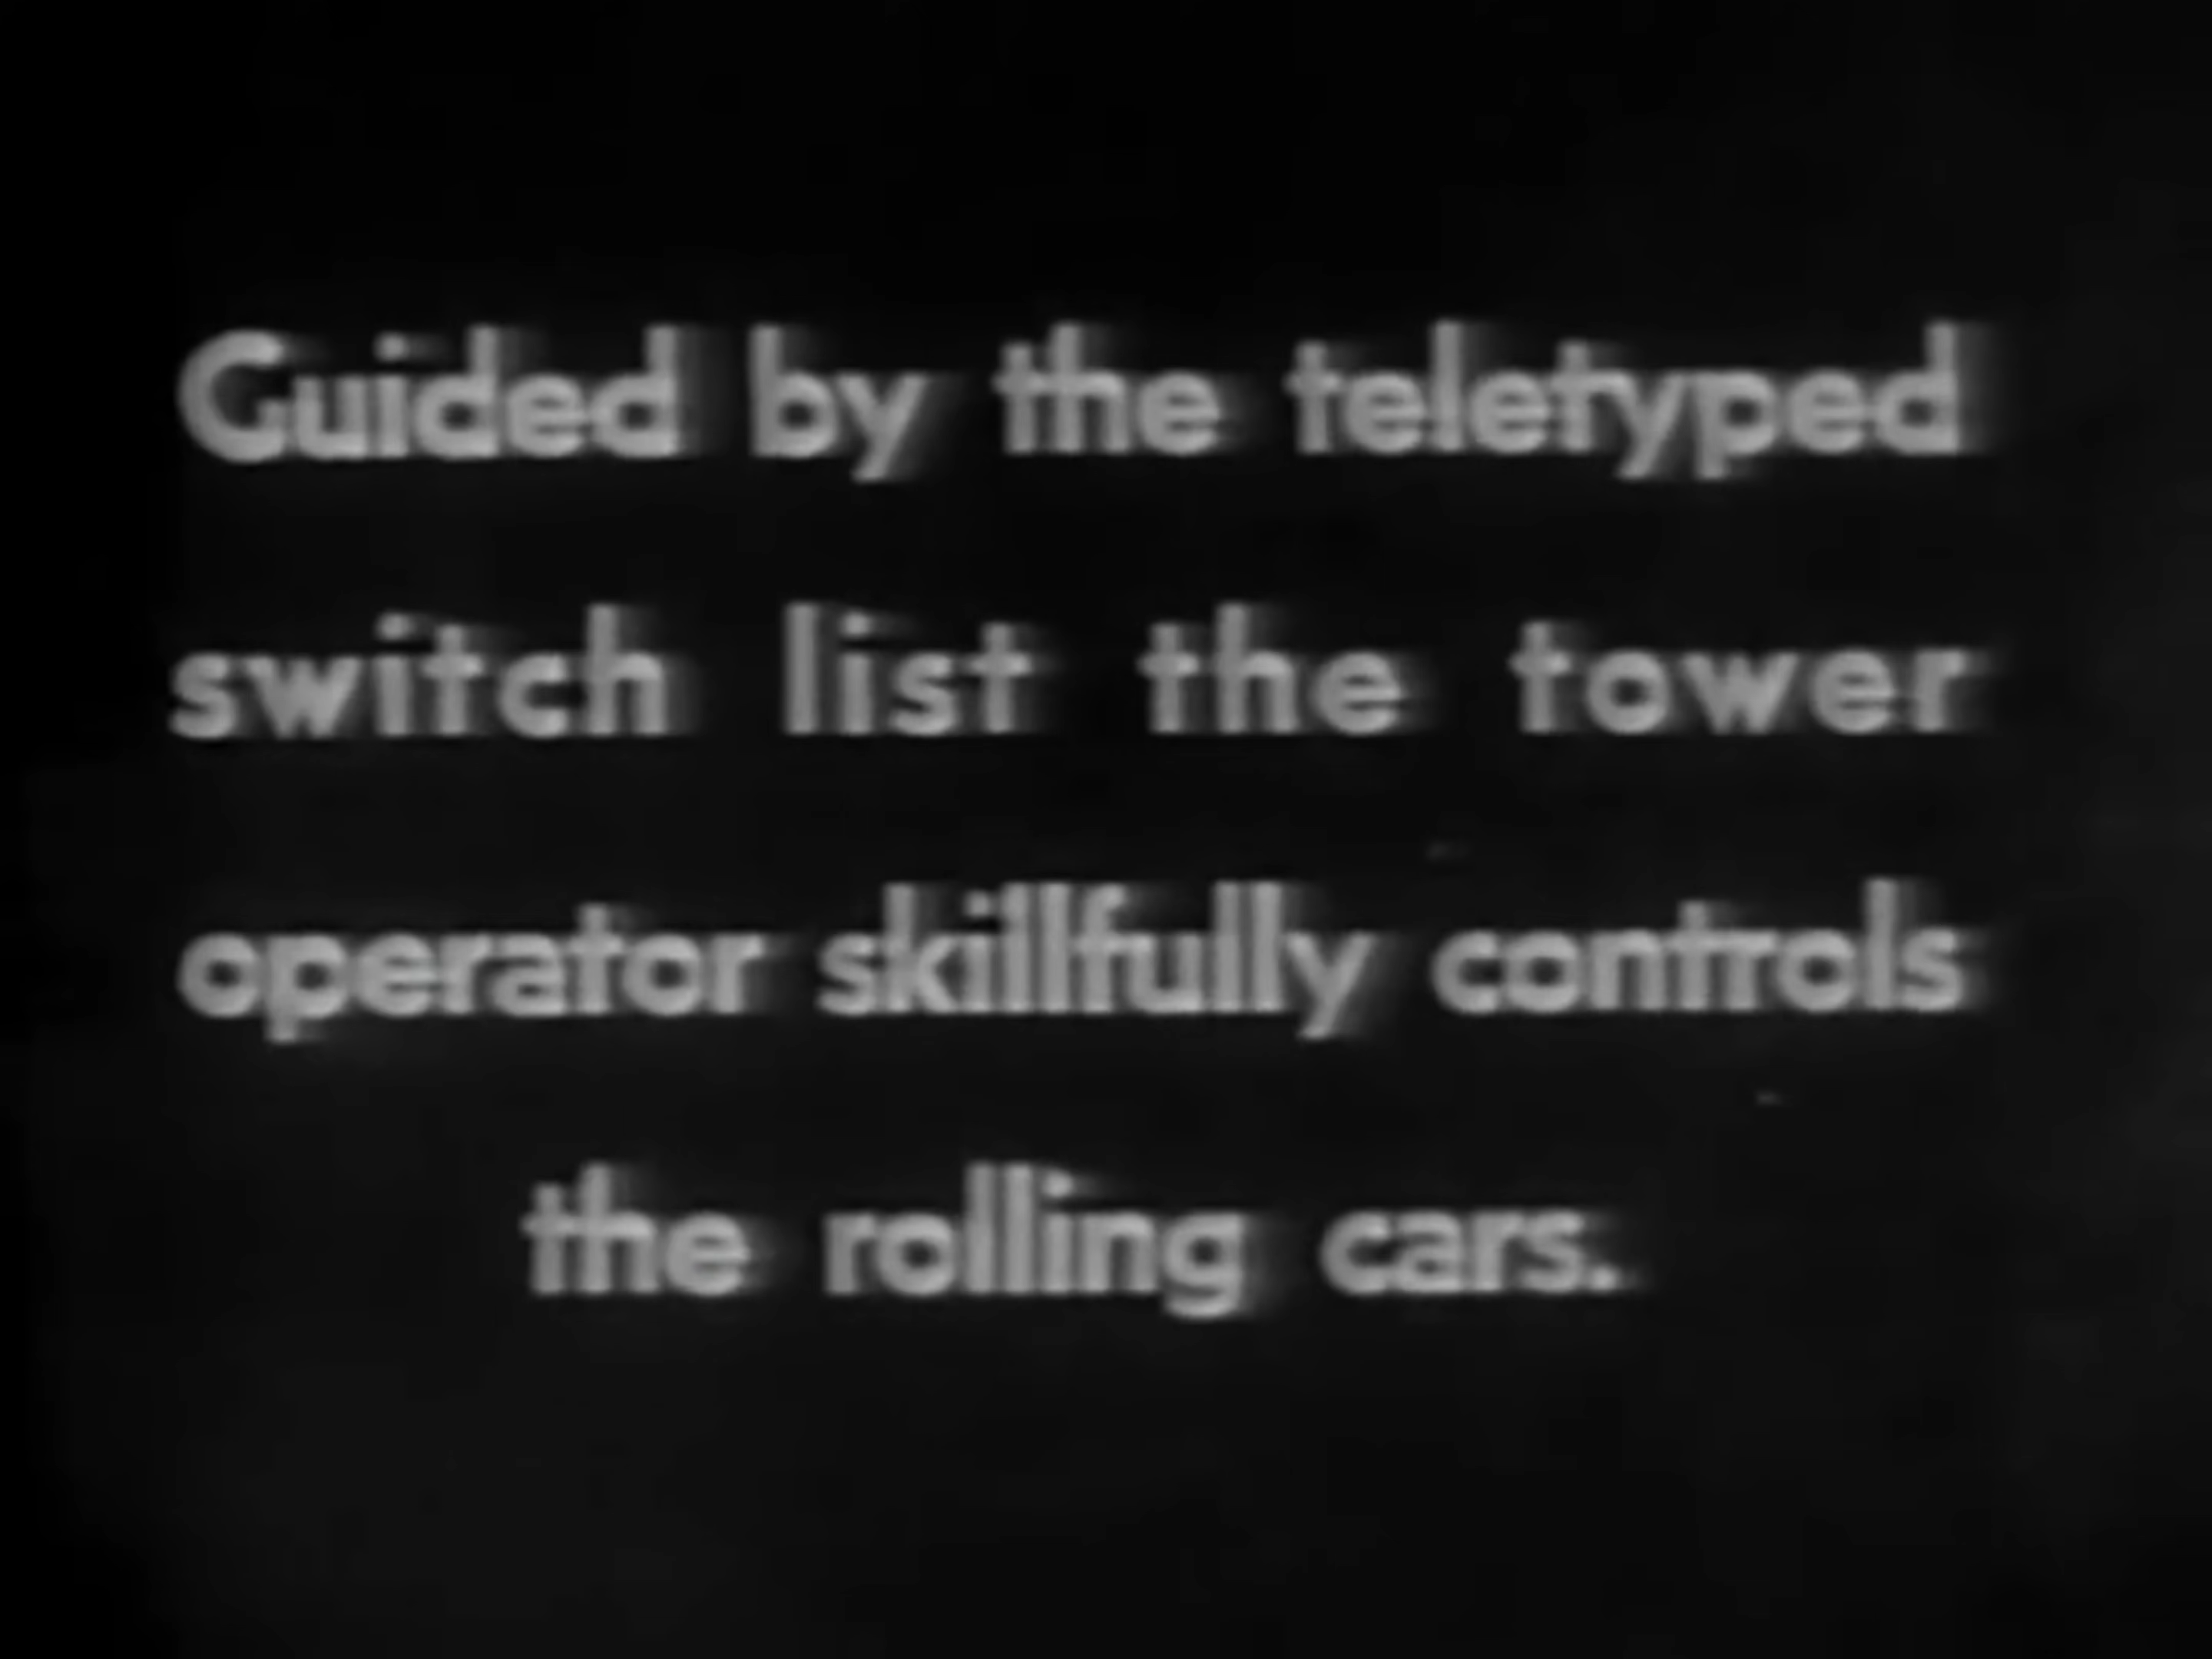 Guided by the teletyped
switch list the tower
operator skillfully controls
the rolling cars.